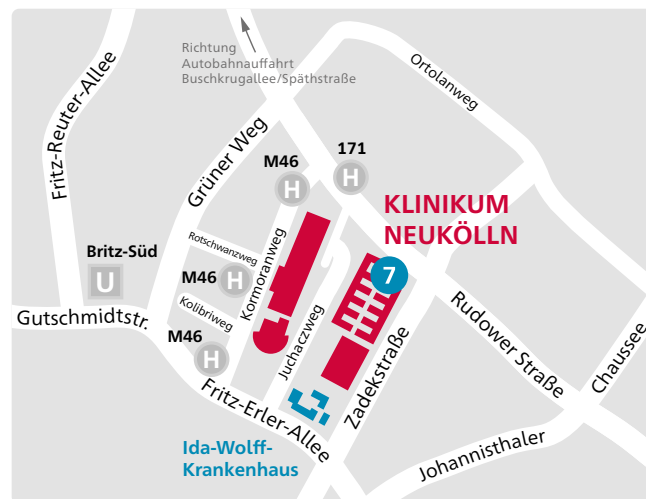 Richtung
Autobahnauffahrt
Buschkrugallee/Späthstraße
Fritz-Reuter-Allee
Ortolanweg
Grüner Weg
M46
H
171
H
KLINIKUM
NEUKÖLLN
Rotschwanzweg
Britz-Süd
U
M46
H
Kormoranweg
7
Kolibriweg
Gutschmidtstr.
M46
H
Juchaczweg
Zadekstraße
Rudower Straße
Chaussee
Fritz-Erler-Allee
Ida-Wolff-
Krankenhaus
Johannisthaler